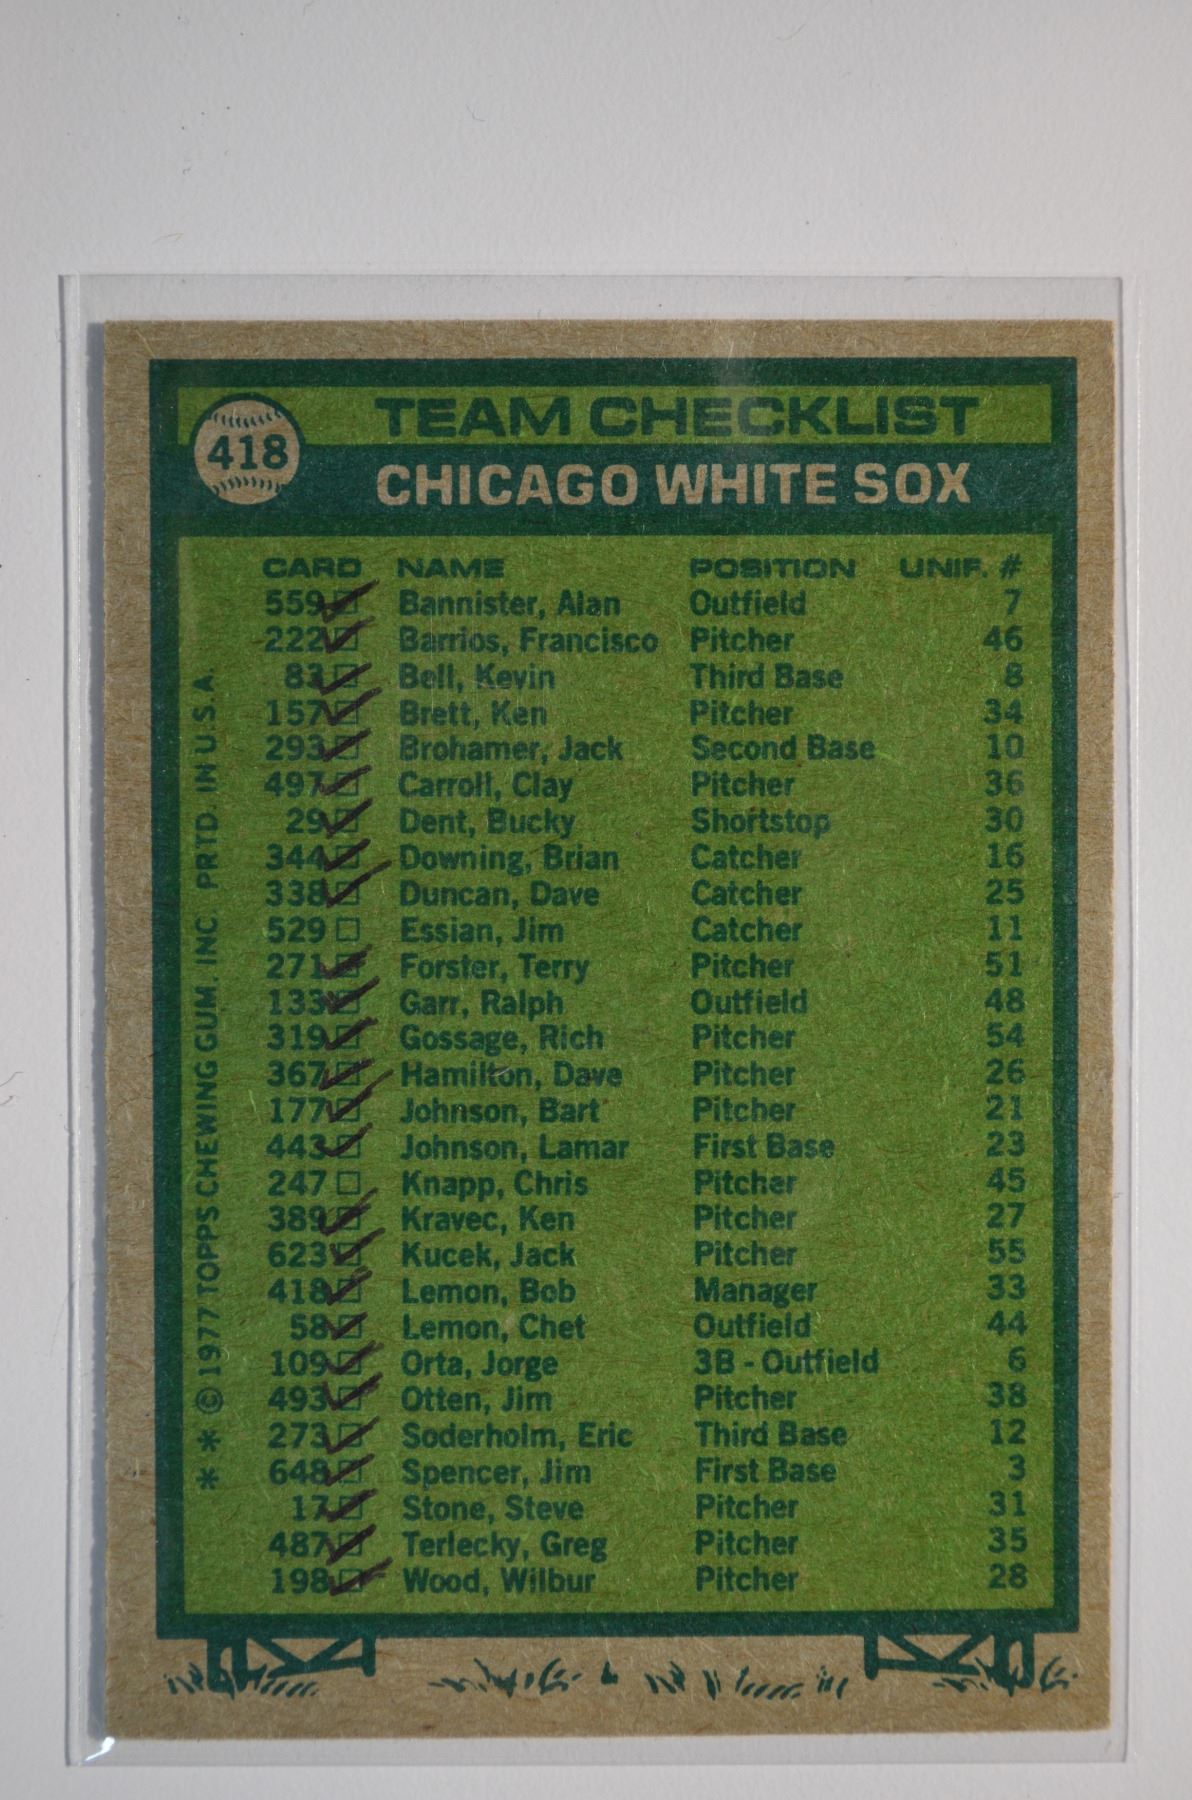 TEAM CHECKLIST
418
CHICAGO WHITE SOX
CARD NAME POSITION UNIF. #
559 Bannister, Alan Outfield 7
222 Barrios, Francisco Pitcher 46
83 Bell, Kevin Third Base 8
157 Brett, Ken Pitcher 34
293 Brohamer, Jack Second Base 10
497 Carroll, Clay Pitcher 36
29 Dent, Bucky Shortstop 30
344 Downing, Brian Catcher 16
338 Duncan, Dave Catcher 25
529 Essian, Jim Catcher 11
271 Forster, Terry Pitcher 51
133 Garr, Ralph Outfield 48
319 Gossage, Rich Pitcher 54
367 Hamilton, Dave Pitcher 26
177 Johnson, Bart Pitcher 21
443 Johnson, Lamar First Base 23
247 Knapp, Chris Pitcher 45
389 Kravec, Ken Pitcher 27
623 Kucek, Jack Pitcher 55
418 Lemon, Bob Manager 33
58 Lemon, Chet Outfield 44
109 Orta, Jorge 3B - Outfield 6
493 Otten, Jim Pitcher 38
273 Soderholm, Eric Third Base 12
648 Spencer, Jim First Base 3
17 Stone, Steve Pitcher 31
487 Terlecky, Greg Pitcher 35
198 Wood, Wilbur Pitcher 28
* * © 1977 TOPPS CHEWING GUM, INC. PRTD. IN U.S.A.